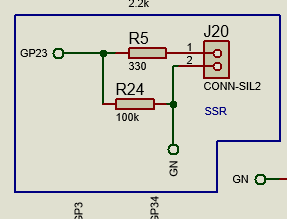 2.2k
J20
R5
GP23
1
330
2
CONN-SIL2
R24
100k
SSR
GN
GN
GP3
GP34